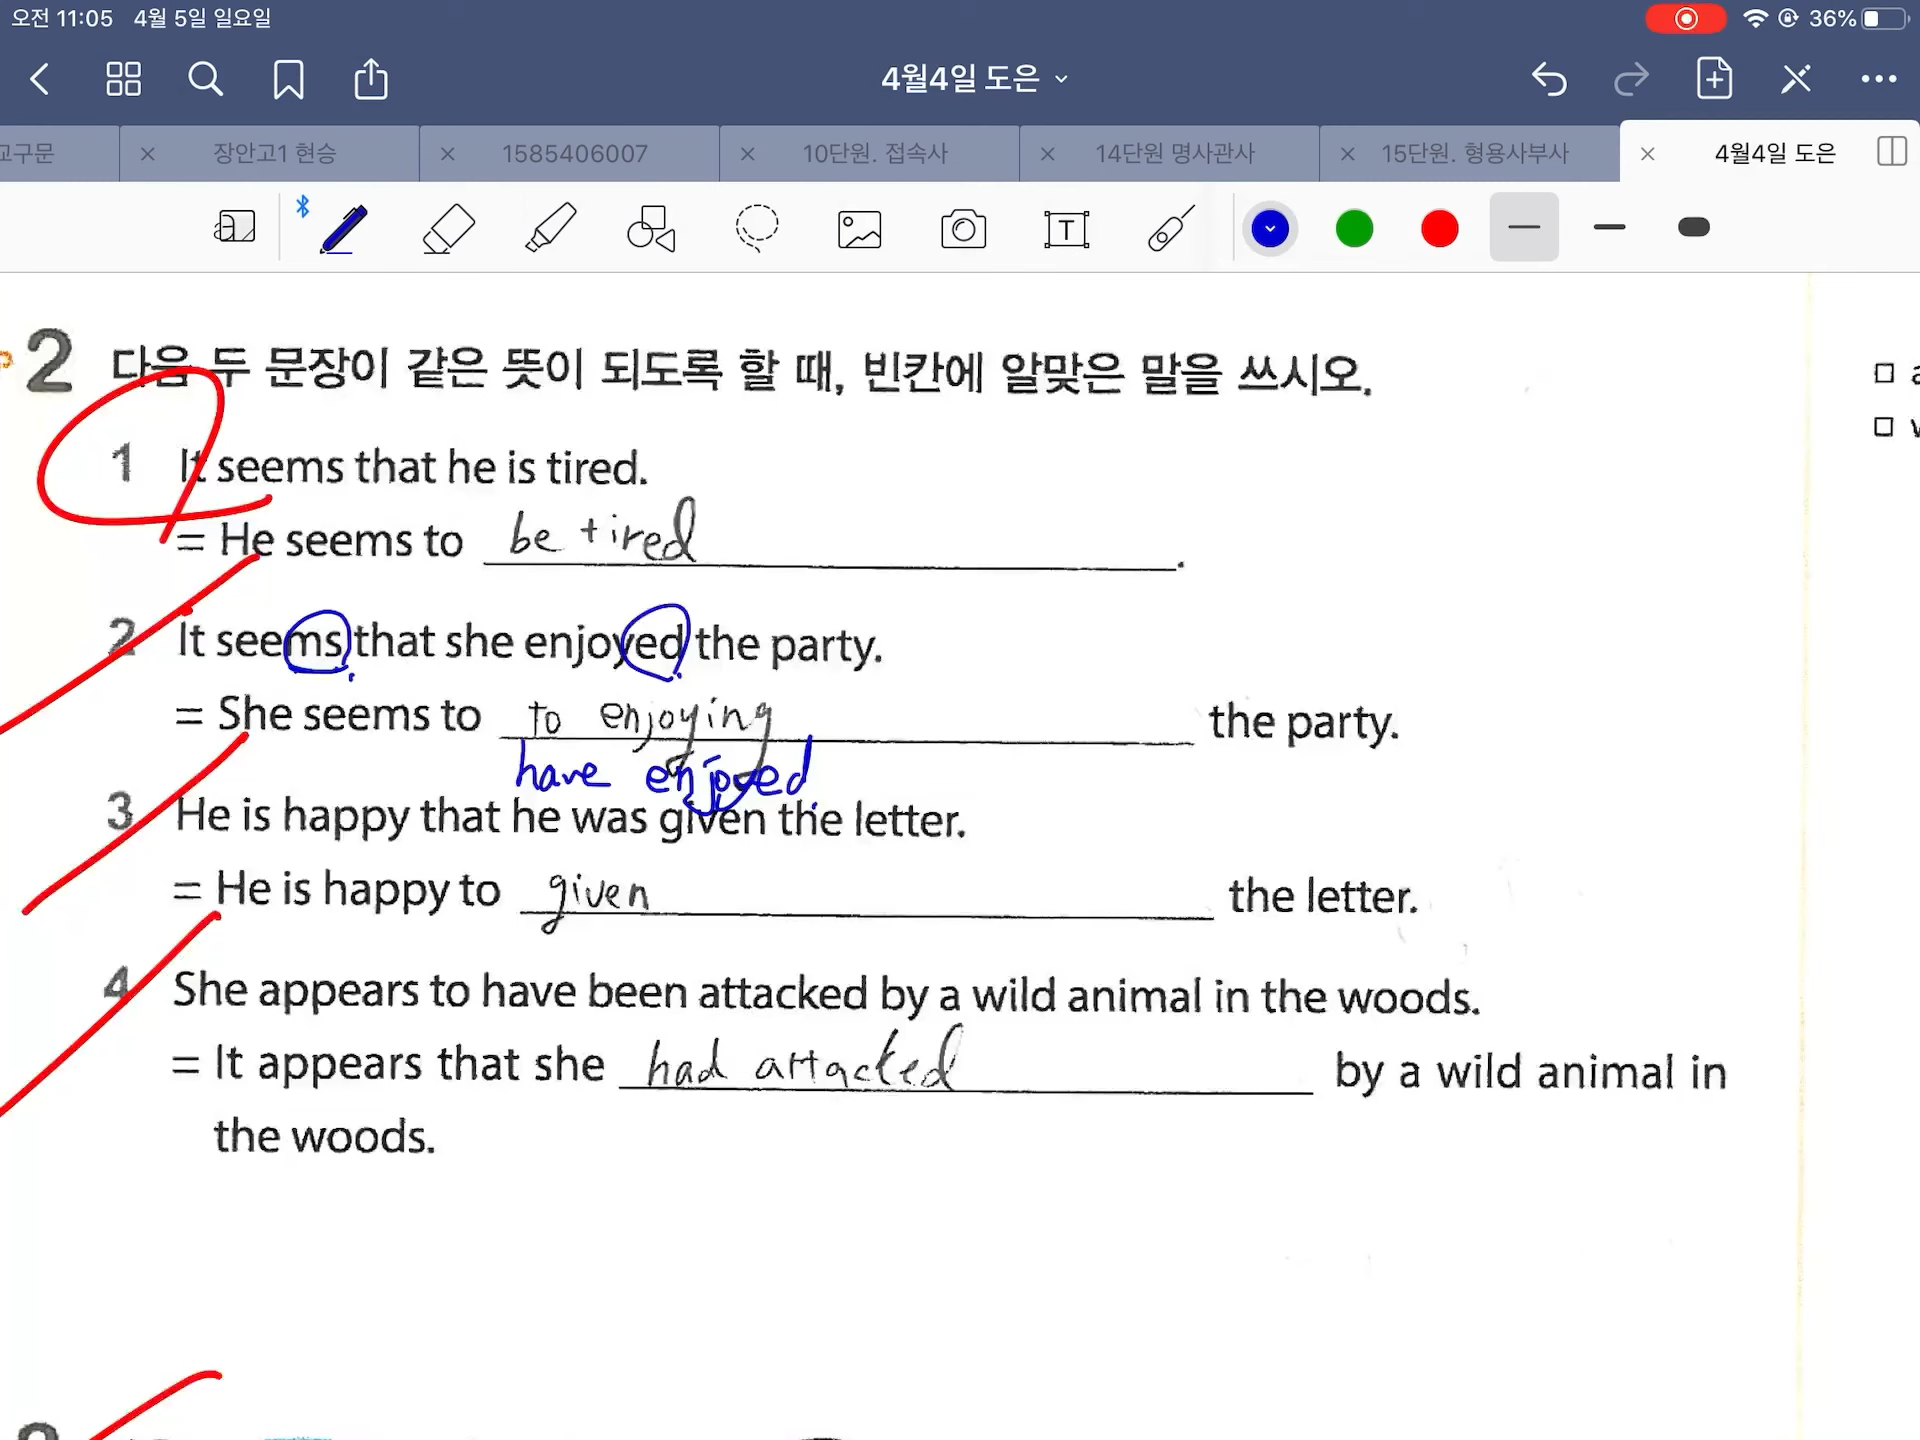 오전 11:05 4월 5일 일요일
36%
4월4일 도은
교구문
장안고1 현승
1585406007
10단원. 접속사
14단원 명사관사
15단원. 형용사부사
4월4일 도은
2 다음 두 문장이 같은 뜻이 되도록 할 때, 빈칸에 알맞은 말을 쓰시오.
1 It seems that he is tired.
= He seems to be tired.
2 It seems that she enjoyed the party.
= She seems to to enjoying the party.
have enjoyed
3 He is happy that he was given the letter.
= He is happy to given the letter.
4 She appears to have been attacked by a wild animal in the woods.
= It appears that she had attacked by a wild animal in
the woods.